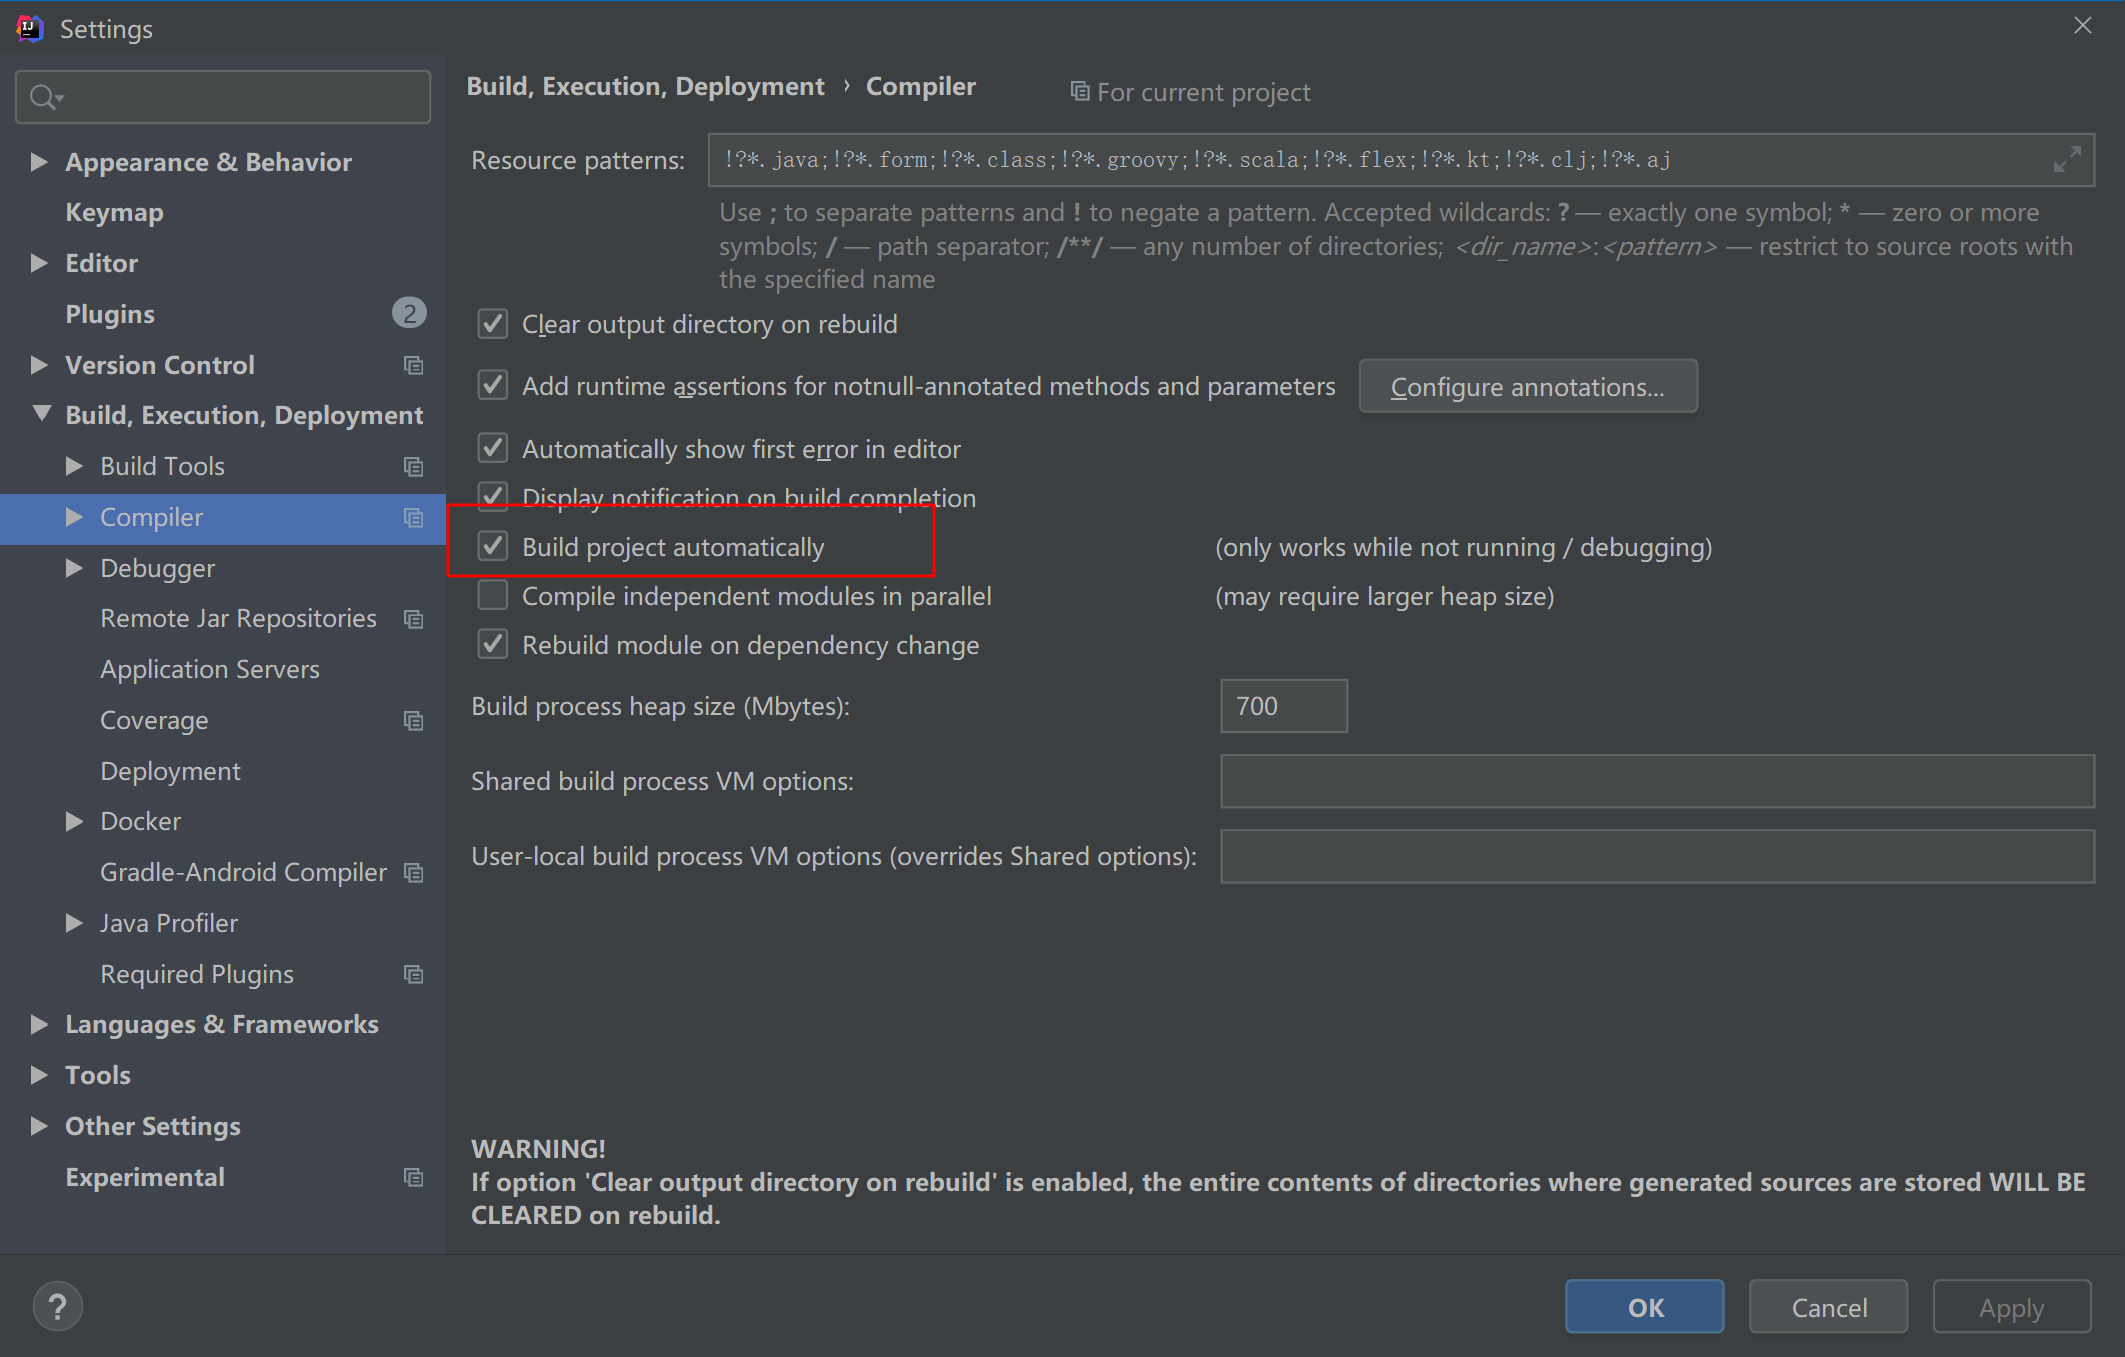 Settings
Build, Execution, Deployment › Compiler
For current project
Appearance & Behavior
Keymap
Editor
Plugins
2
Version Control
Build, Execution, Deployment
Build Tools
Compiler
Debugger
Remote Jar Repositories
Application Servers
Coverage
Deployment
Docker
Gradle-Android Compiler
Java Profiler
Required Plugins
Languages & Frameworks
Tools
Other Settings
Experimental
Resource patterns:
!?*.java;!?*.form;!?*.class;!?*.groovy;!?*.scala;!?*.flex;!?*.kt;!?*.clj;!?*.aj
Use ; to separate patterns and ! to negate a pattern. Accepted wildcards: ? — exactly one symbol; * — zero or more
symbols; / — path separator; /**/ — any number of directories; <dir_name>:<pattern> — restrict to source roots with
the specified name
Clear output directory on rebuild
Add runtime assertions for notnull-annotated methods and parameters
Configure annotations...
Automatically show first error in editor
Display notification on build completion
Build project automatically
(only works while not running / debugging)
Compile independent modules in parallel
(may require larger heap size)
Rebuild module on dependency change
Build process heap size (Mbytes):
700
Shared build process VM options:
User-local build process VM options (overrides Shared options):
WARNING!
If option 'Clear output directory on rebuild' is enabled, the entire contents of directories where generated sources are stored WILL BE
CLEARED on rebuild.
?
OK
Cancel
Apply